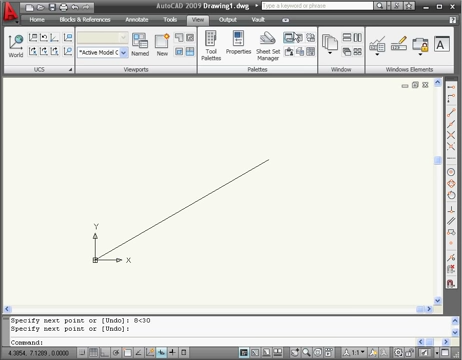 AutoCAD 2009 Drawing1.dwg
Type a keyword or phrase
Home
Blocks & References
Annotate
Tools
View
Output
Vault
World
*Active Model C
Named
New
Tool
Palettes
Properties
Sheet Set
Manager
UCS
Viewports
Palettes
Window
Windows Elements
A
Y
X
Specify next point or [Undo]: 8<30
Specify next point or [Undo]:
Command:
4.3854, 7.1289, 0.0000
1:1